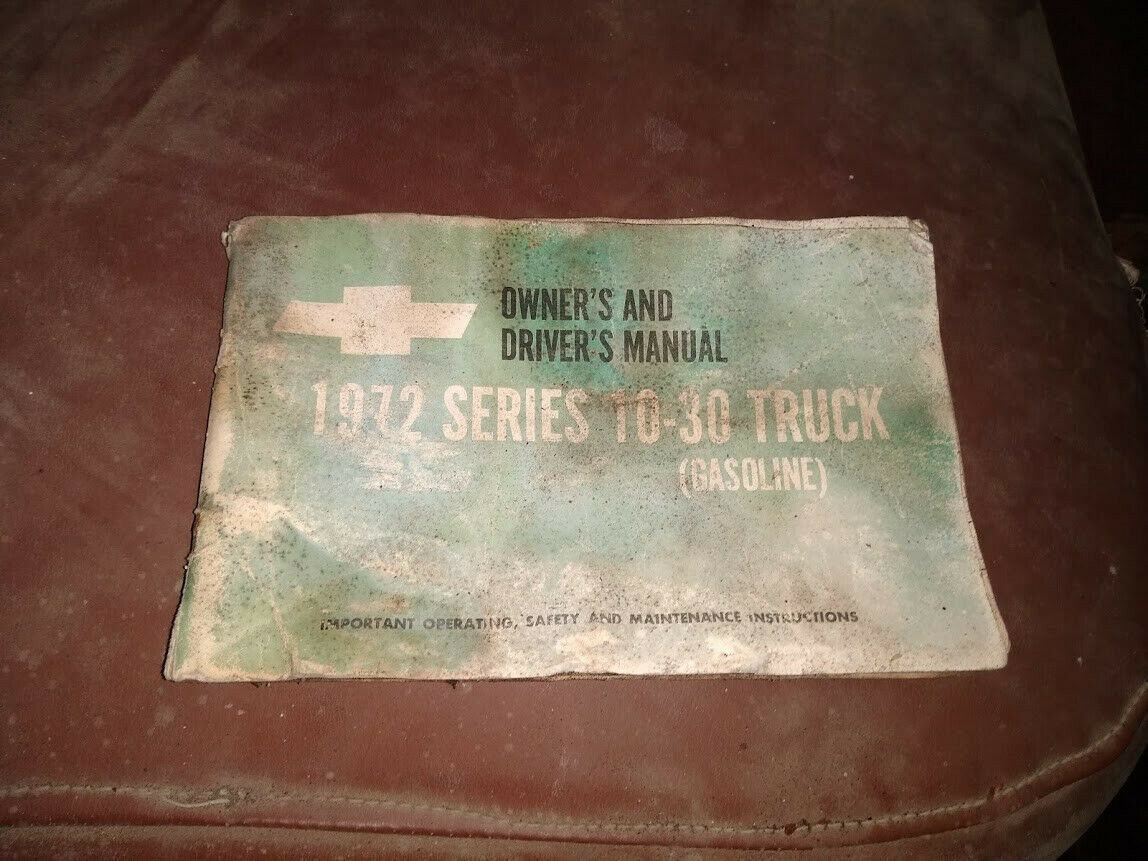 OWNER'S AND
DRIVER'S MANUAL
1972 SERIES 10-30 TRUCK
(GASOLINE)
IMPORTANT OPERATING, SAFETY AND MAINTENANCE INSTRUCTIONS